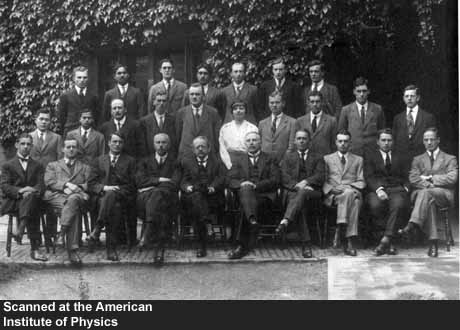 Scanned at the American
Institute of Physics